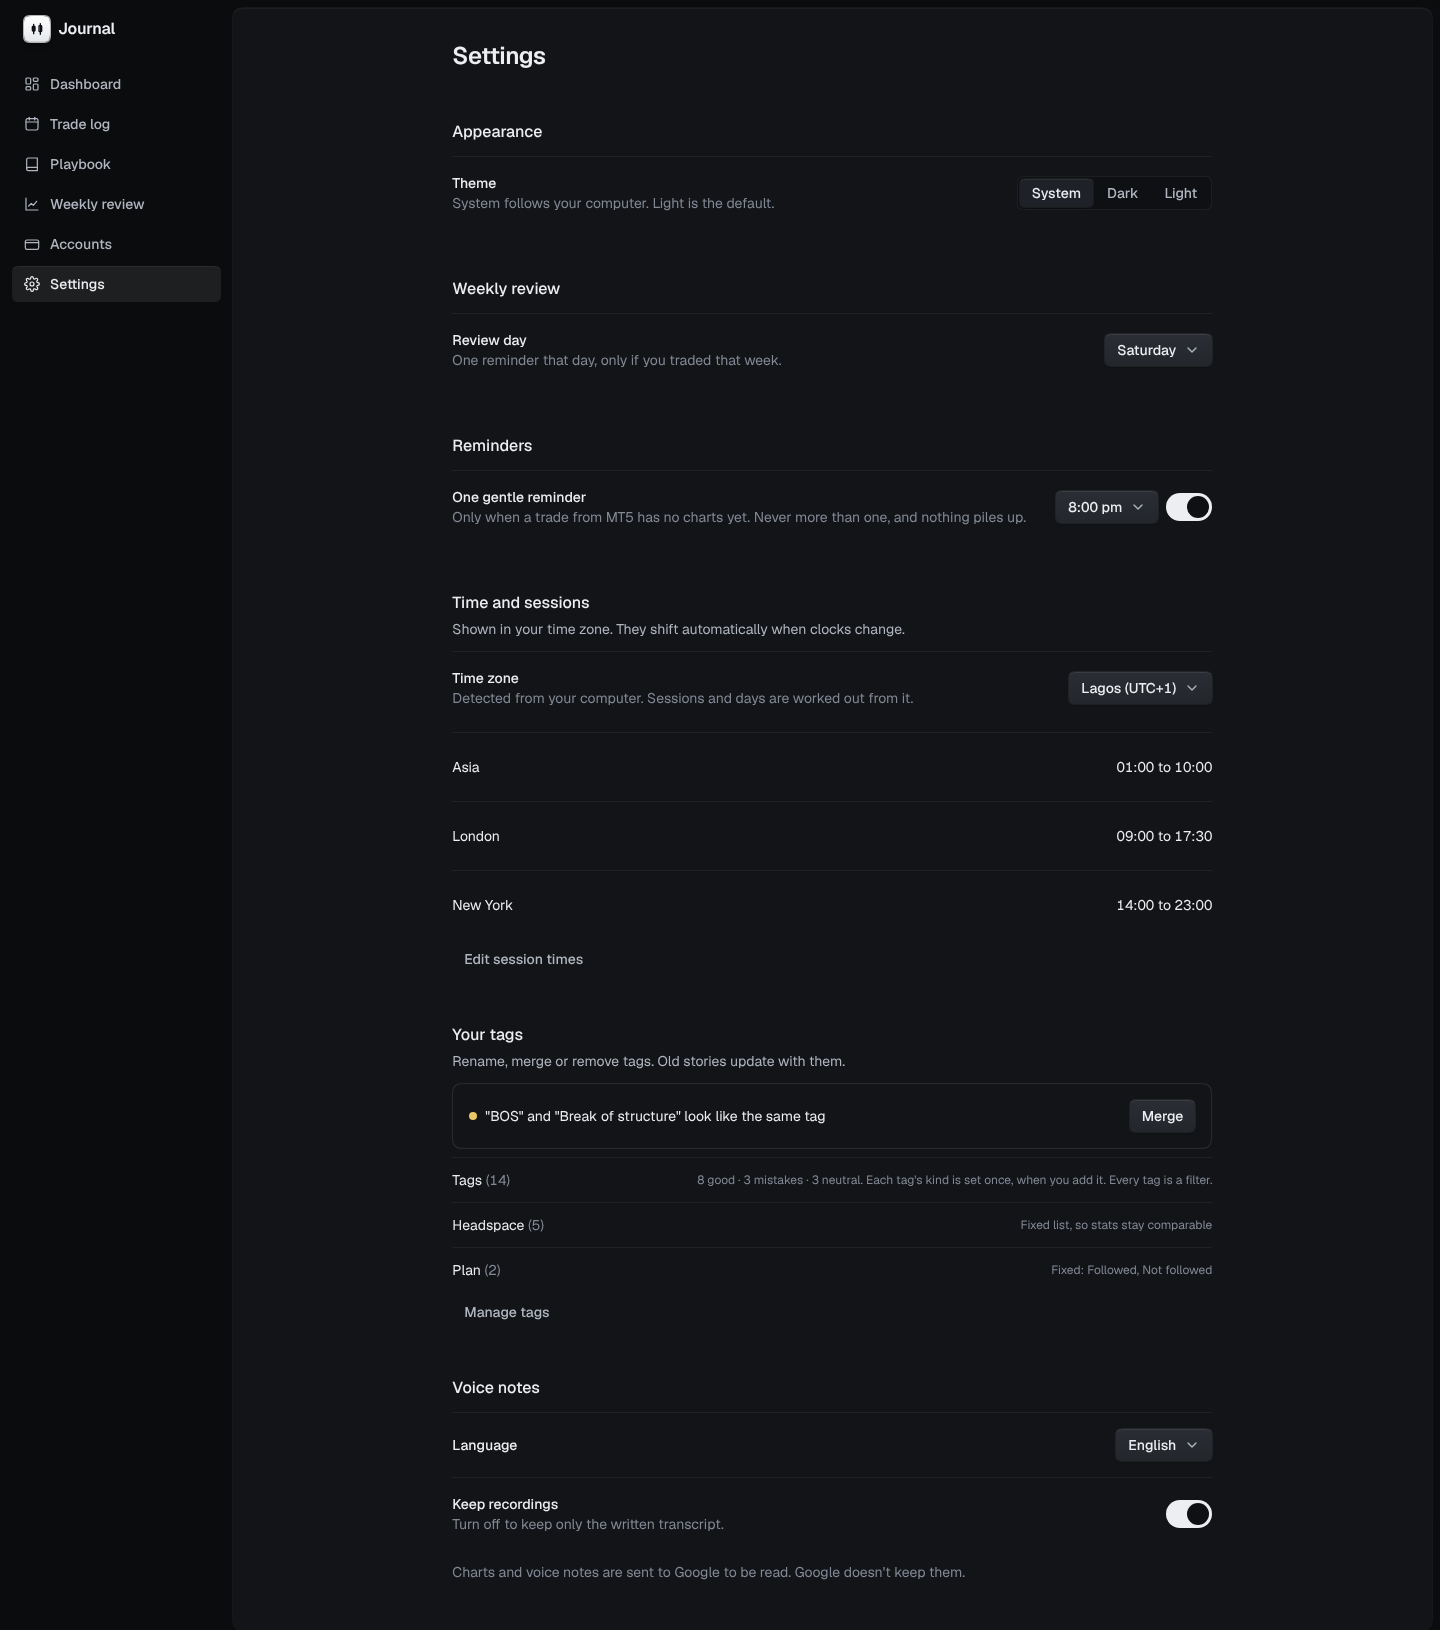 Journal
Dashboard
Trade log
Playbook
Weekly review
Accounts
Settings
Settings
Appearance
Theme
System follows your computer. Light is the default.
System Dark Light
Weekly review
Review day
One reminder that day, only if you traded that week.
Saturday
Reminders
One gentle reminder
Only when a trade from MT5 has no charts yet. Never more than one, and nothing piles up.
8:00 pm
Time and sessions
Shown in your time zone. They shift automatically when clocks change.
Time zone
Detected from your computer. Sessions and days are worked out from it.
Lagos (UTC+1)
Asia 01:00 to 10:00
London 09:00 to 17:30
New York 14:00 to 23:00
Edit session times
Your tags
Rename, merge or remove tags. Old stories update with them.
"BOS" and "Break of structure" look like the same tag Merge
Tags (14) 8 good · 3 mistakes · 3 neutral. Each tag's kind is set once, when you add it. Every tag is a filter.
Headspace (5) Fixed list, so stats stay comparable
Plan (2) Fixed: Followed, Not followed
Manage tags
Voice notes
Language English
Keep recordings
Turn off to keep only the written transcript.
Charts and voice notes are sent to Google to be read. Google doesn't keep them.